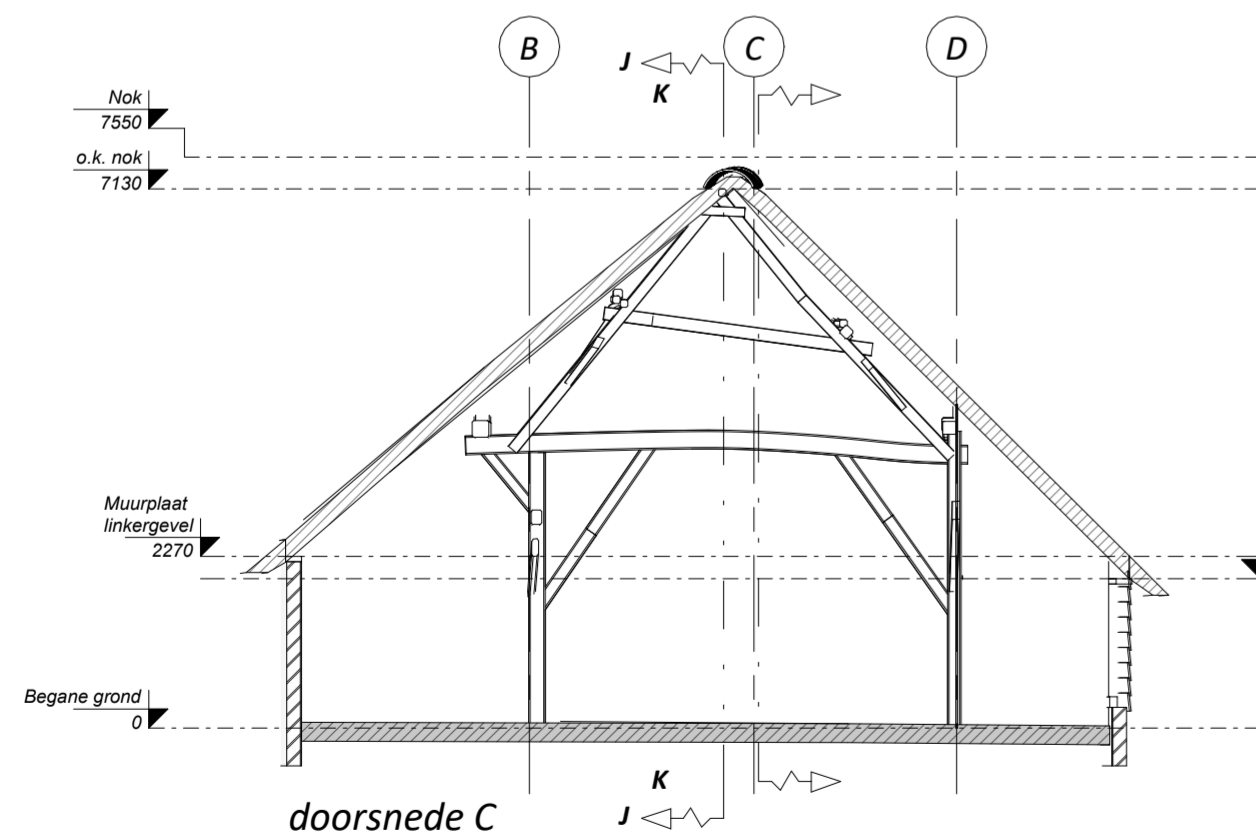 B
C
D
J
K
Nok
7550
o.k. nok
7130
Muurplaat
linkergevel
2270
Begane grond
0
K
J
doorsnede C